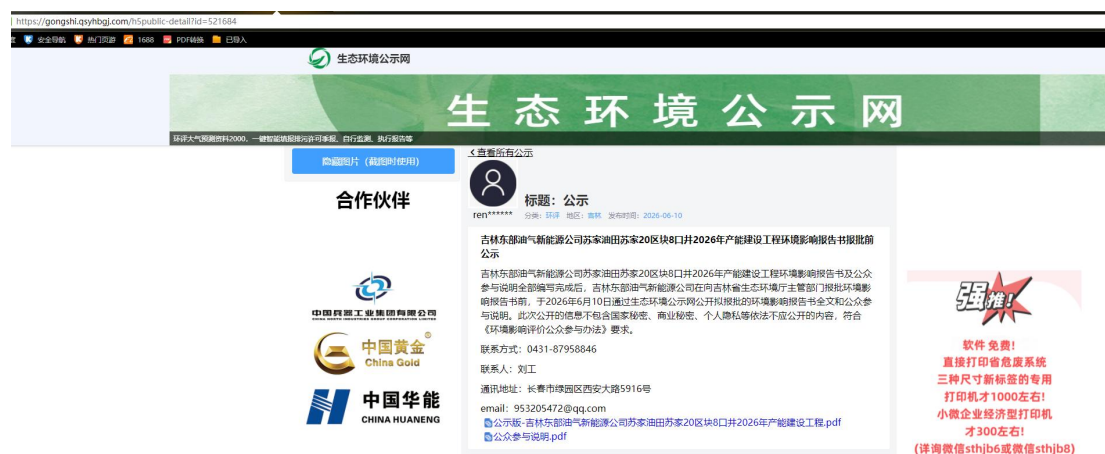 https://gongshi.qsyhbgj.com/h5public-detail?id=521684
安全导航 热门页游 1688 PDF转换 已导入
生态环境公示网
生态环境公示网
环评大气预测资料2000，一键智能填报排污许可季报、自行监测、执行报告等
隐藏图片（截图时使用）
合作伙伴
中国兵器工业集团有限公司
CHINA NORTH INDUSTRIES GROUP CORPORATION LIMITED
中国黄金®
China Gold
中国华能
CHINA HUANENG
查看所有公示
标题：公示
ren******
分类：环评 地区：吉林 发布时间：2026-06-10
吉林东部油气新能源公司苏家油田苏家20区块8口井2026年产能建设工程环境影响报告书报批前
公示
吉林东部油气新能源公司苏家油田苏家20区块8口井2026年产能建设工程环境影响报告书及公众
参与说明全部编写完成后，吉林东部油气新能源公司在向吉林省生态环境厅主管部门报批环境影
响报告书前，于2026年6月10日通过生态环境公示网公开拟报批的环境影响报告书全文和公众参
与说明。此次公开的信息不包含国家秘密、商业秘密、个人隐私等依法不应公开的内容，符合
《环境影响评价公众参与办法》要求。
联系方式：0431-87958846
联系人：刘工
通讯地址：长春市绿园区西安大路5916号
email：953205472@qq.com
公示版-吉林东部油气新能源公司苏家油田苏家20区块8口井2026年产能建设工程.pdf
公众参与说明.pdf
强推!
软件 免费!
直接打印省危废系统
三种尺寸新标签的专用
打印机才1000左右!
小微企业经济型打印机
才300左右!
(详询微信sthjb6或微信sthjb8)